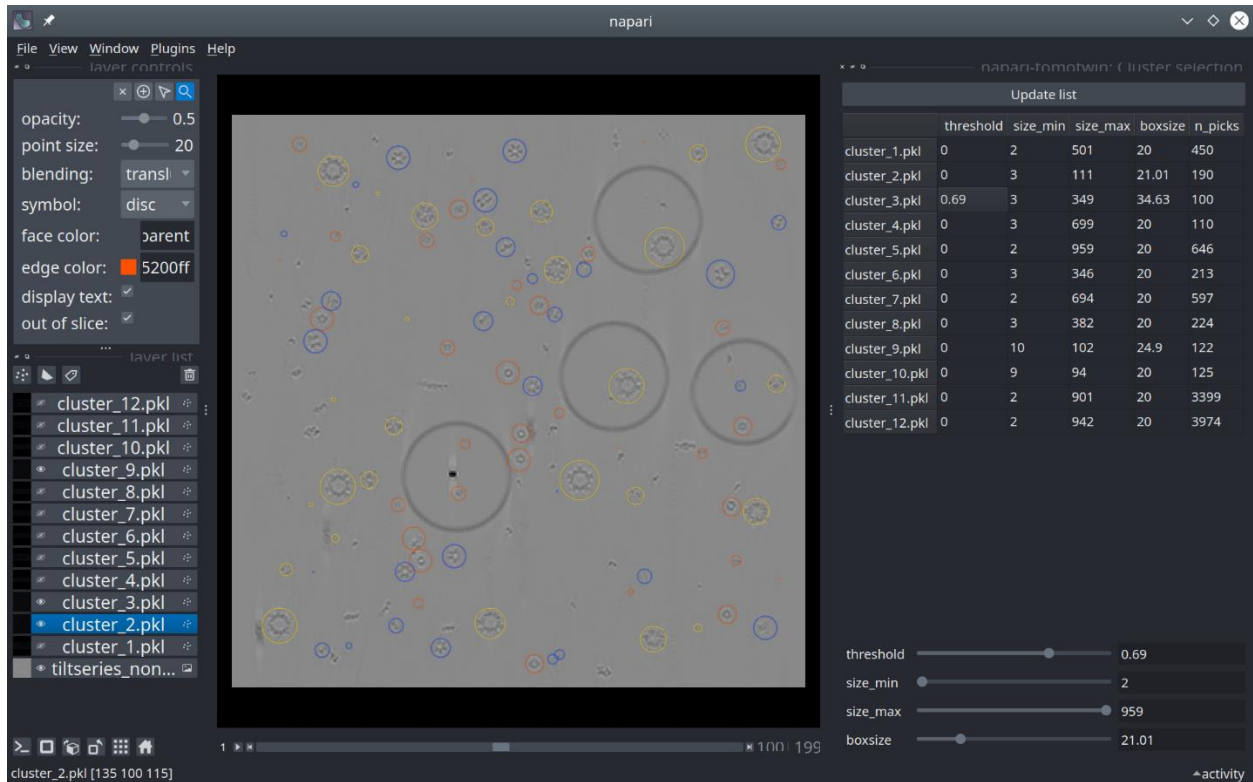 napari
File View Window Plugins Help
layer controls
opacity: 0.5
point size: 20
blending: transl
symbol: disc
face color: parent
edge color: 5200ff
display text:
out of slice:
layer list
cluster_12.pkl
cluster_11.pkl
cluster_10.pkl
cluster_9.pkl
cluster_8.pkl
cluster_7.pkl
cluster_6.pkl
cluster_5.pkl
cluster_4.pkl
cluster_3.pkl
cluster_2.pkl
cluster_1.pkl
tiltseries_non...
1 100 199
cluster_2.pkl [135 100 115]
napari-tomotwin: Cluster selection
Update list
threshold size_min size_max boxsize n_picks
cluster_1.pkl 0 2 501 20 450
cluster_2.pkl 0 3 111 21.01 190
cluster_3.pkl 0.69 3 349 34.63 100
cluster_4.pkl 0 3 699 20 110
cluster_5.pkl 0 2 959 20 646
cluster_6.pkl 0 3 346 20 213
cluster_7.pkl 0 2 694 20 597
cluster_8.pkl 0 3 382 20 224
cluster_9.pkl 0 10 102 24.9 122
cluster_10.pkl 0 9 94 20 125
cluster_11.pkl 0 2 901 20 3399
cluster_12.pkl 0 2 942 20 3974
threshold 0.69
size_min 2
size_max 959
boxsize 21.01
activity